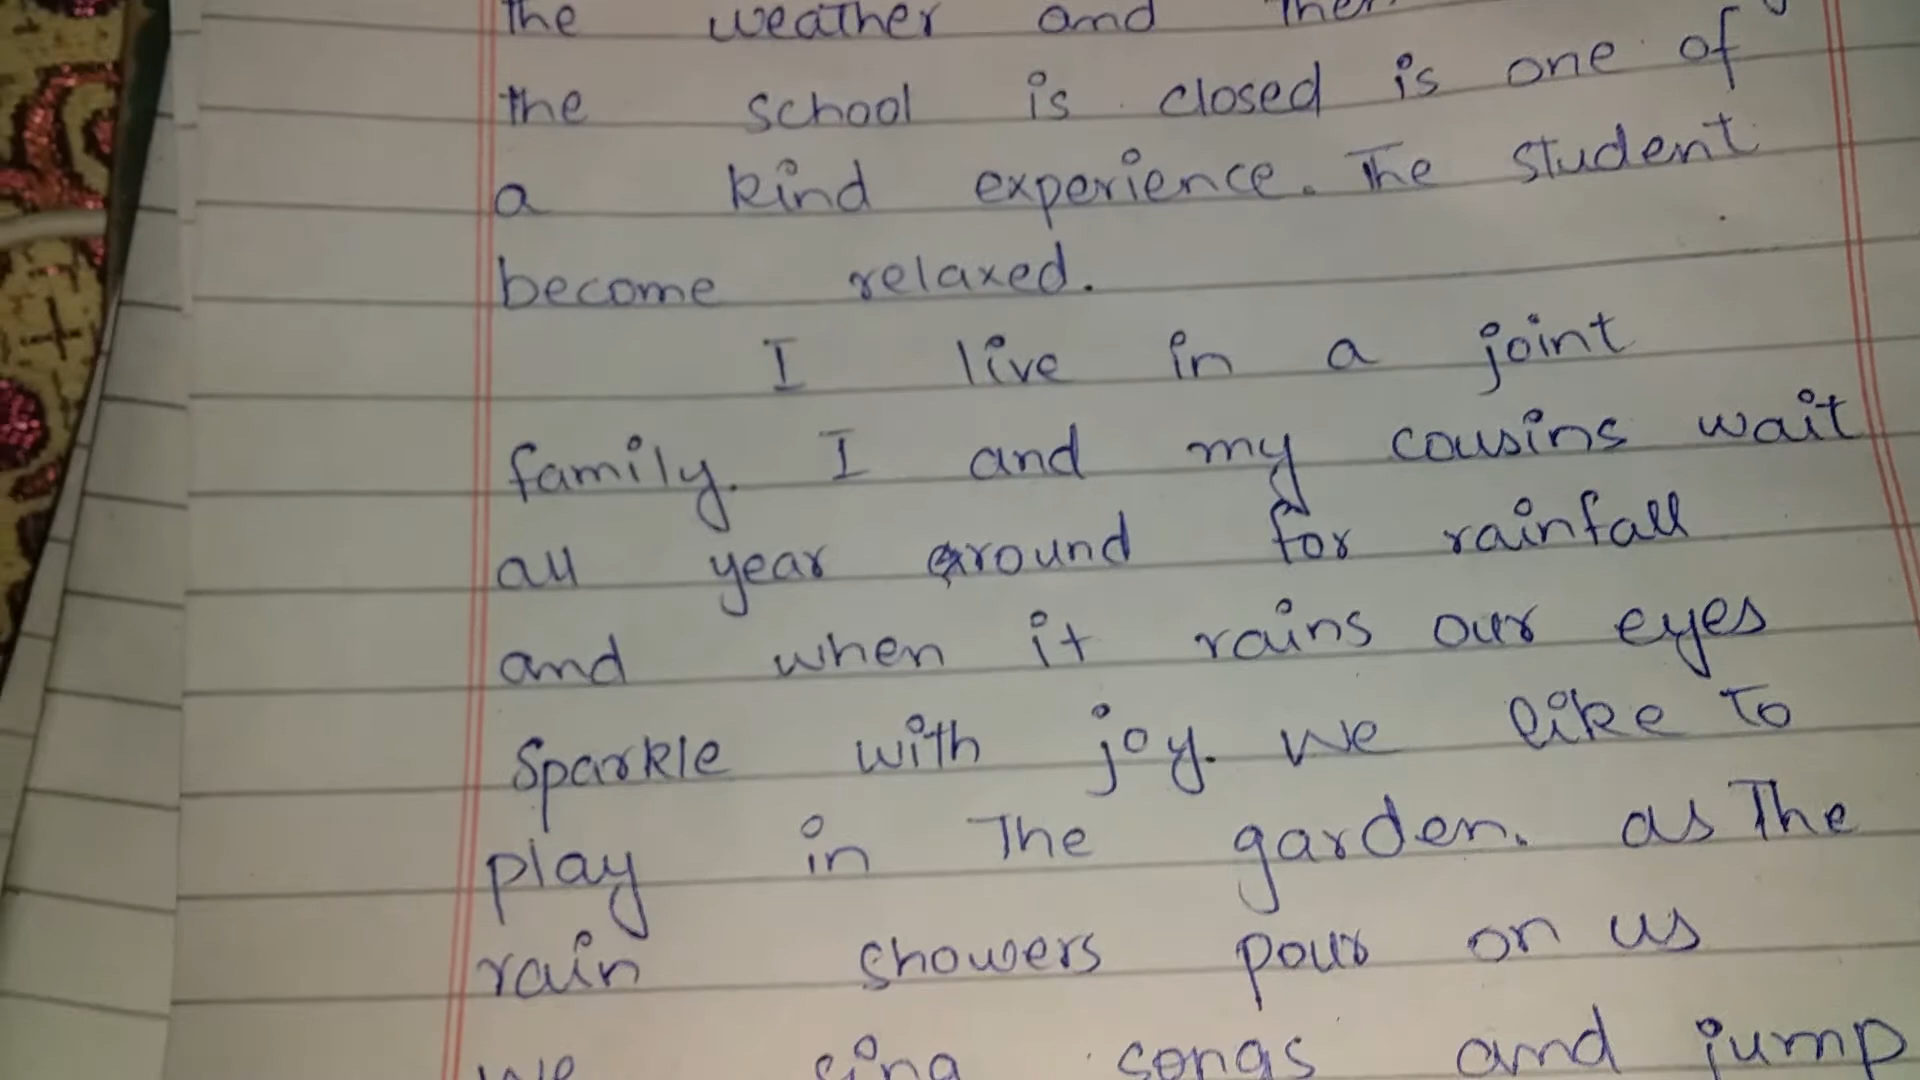 the weather and
the school is closed is one of
a kind experience. The student
become relaxed.
I live in a joint
family. I and my cousins wait
all year around for rainfall
and when it rains our eyes
sparkle with joy. We like to
play in The garden. as The
rain showers pour on us
we sing songs and jump